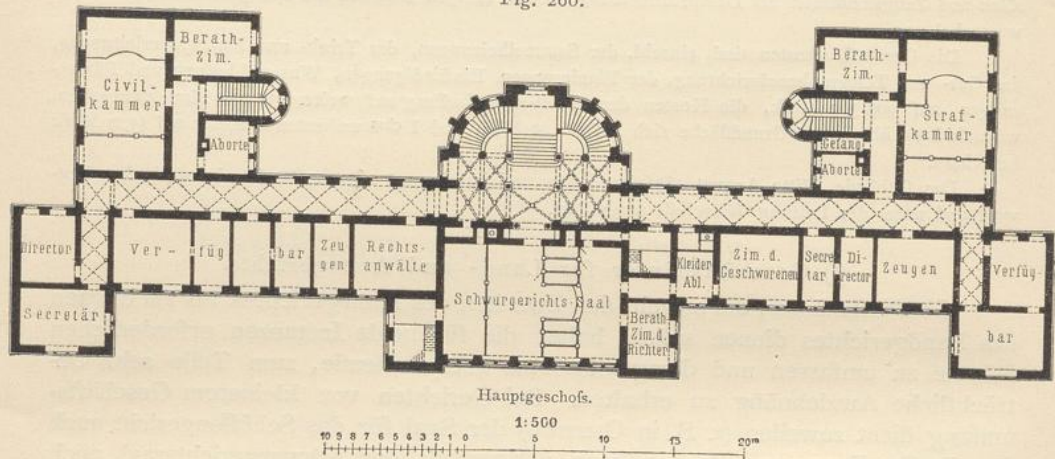 Fig. 260.
Berath-
Zim.
Civil-
kammer
Aborte
Berath-
Zim.
Straf-
kammer
Gefang
Aborte
Director
Ver-
füg
bar
Zeu
gen
Rechts-
anwälte
Kleider
Abl.
Zim. d.
Geschworenen
Secre
tär
Di-
rector
Zeugen
Verfüg-
Secretär
Schwurgerichts-Saal
Berath
Zim. d.
Richter
bar
Hauptgeschoſs.
1:500
10 9 8 7 6 5 4 3 2 1 0 5 10 15 20m